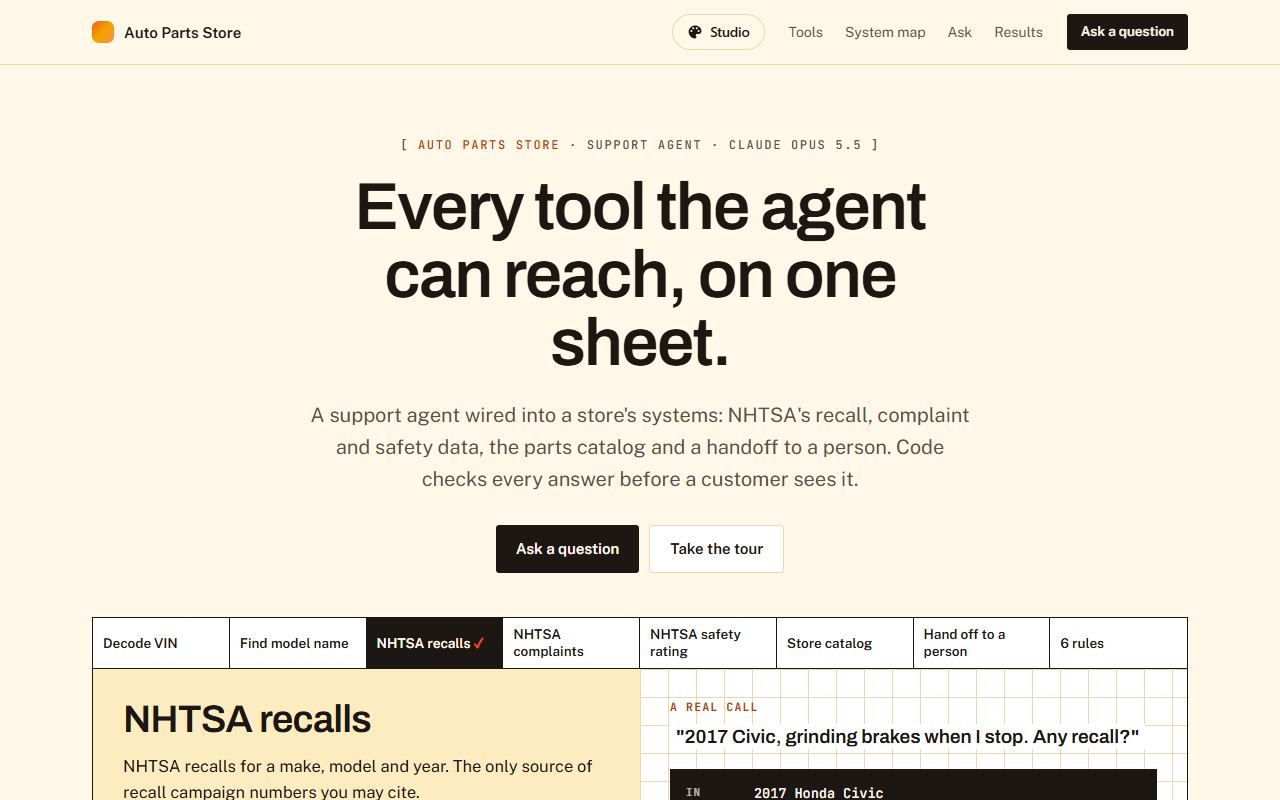 Auto Parts Store
Studio
Tools
System map
Ask
Results
Ask a question
[ AUTO PARTS STORE · SUPPORT AGENT · CLAUDE OPUS 5.5 ]
Every tool the agent
can reach, on one
sheet.
A support agent wired into a store's systems: NHTSA's recall, complaint
and safety data, the parts catalog and a handoff to a person. Code
checks every answer before a customer sees it.
Ask a question
Take the tour
Decode VIN
Find model name
NHTSA recalls ✓
NHTSA
complaints
NHTSA safety
rating
Store catalog
Hand off to a
person
6 rules
NHTSA recalls
NHTSA recalls for a make, model and year. The only source of
recall campaign numbers you may cite.
A REAL CALL
"2017 Civic, grinding brakes when I stop. Any recall?"
IN 2017 Honda Civic